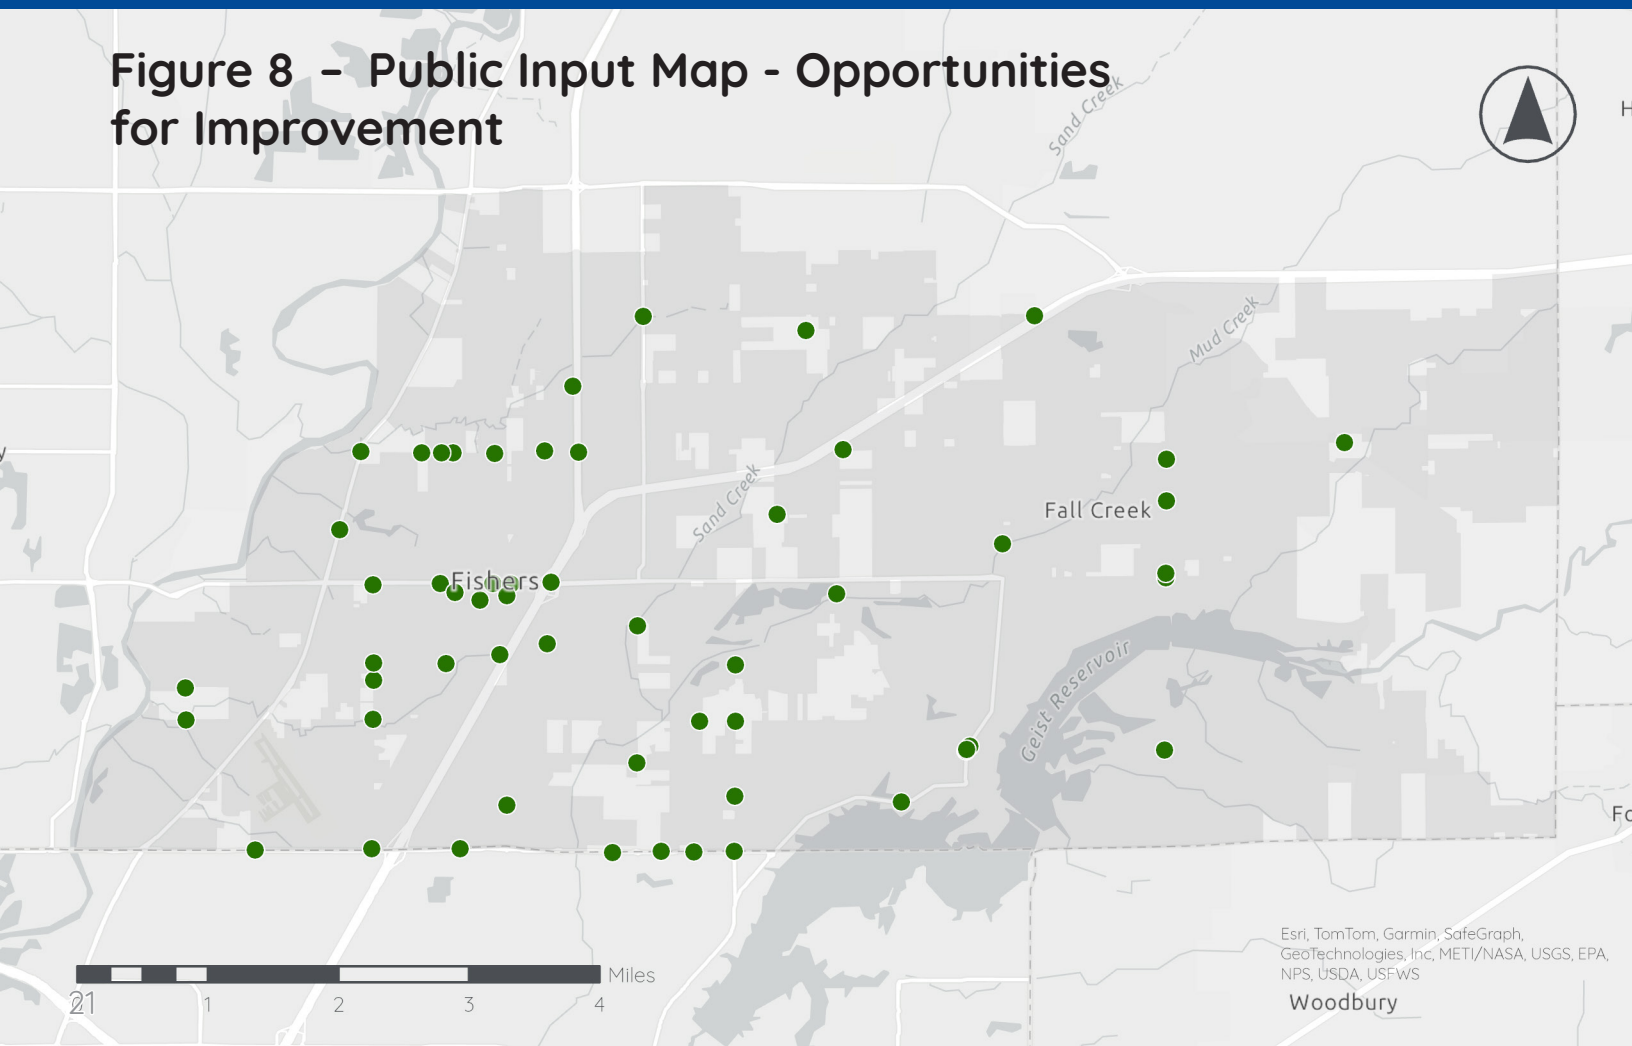 Figure 8 – Public Input Map - Opportunities
for Improvement
Sand Creek
H
Mud Creek
y
Sand Creek
Fall Creek
Fishers
Geist Reservoir
Fo
Esri, TomTom, Garmin, SafeGraph,
GeoTechnologies, Inc, METI/NASA, USGS, EPA,
NPS, USDA, USFWS
Miles
21
1 2 3 4
Woodbury